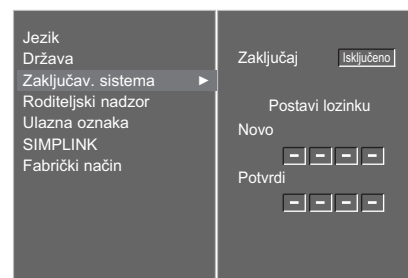 Jezik
Država
Zaključav. sistema ►
Roditeljski nadzor
Ulazna oznaka
SIMPLINK
Fabrički način
Zaključaj Isključeno
Postavi lozinku
Novo
– – – –
Potvrdi
– – – –